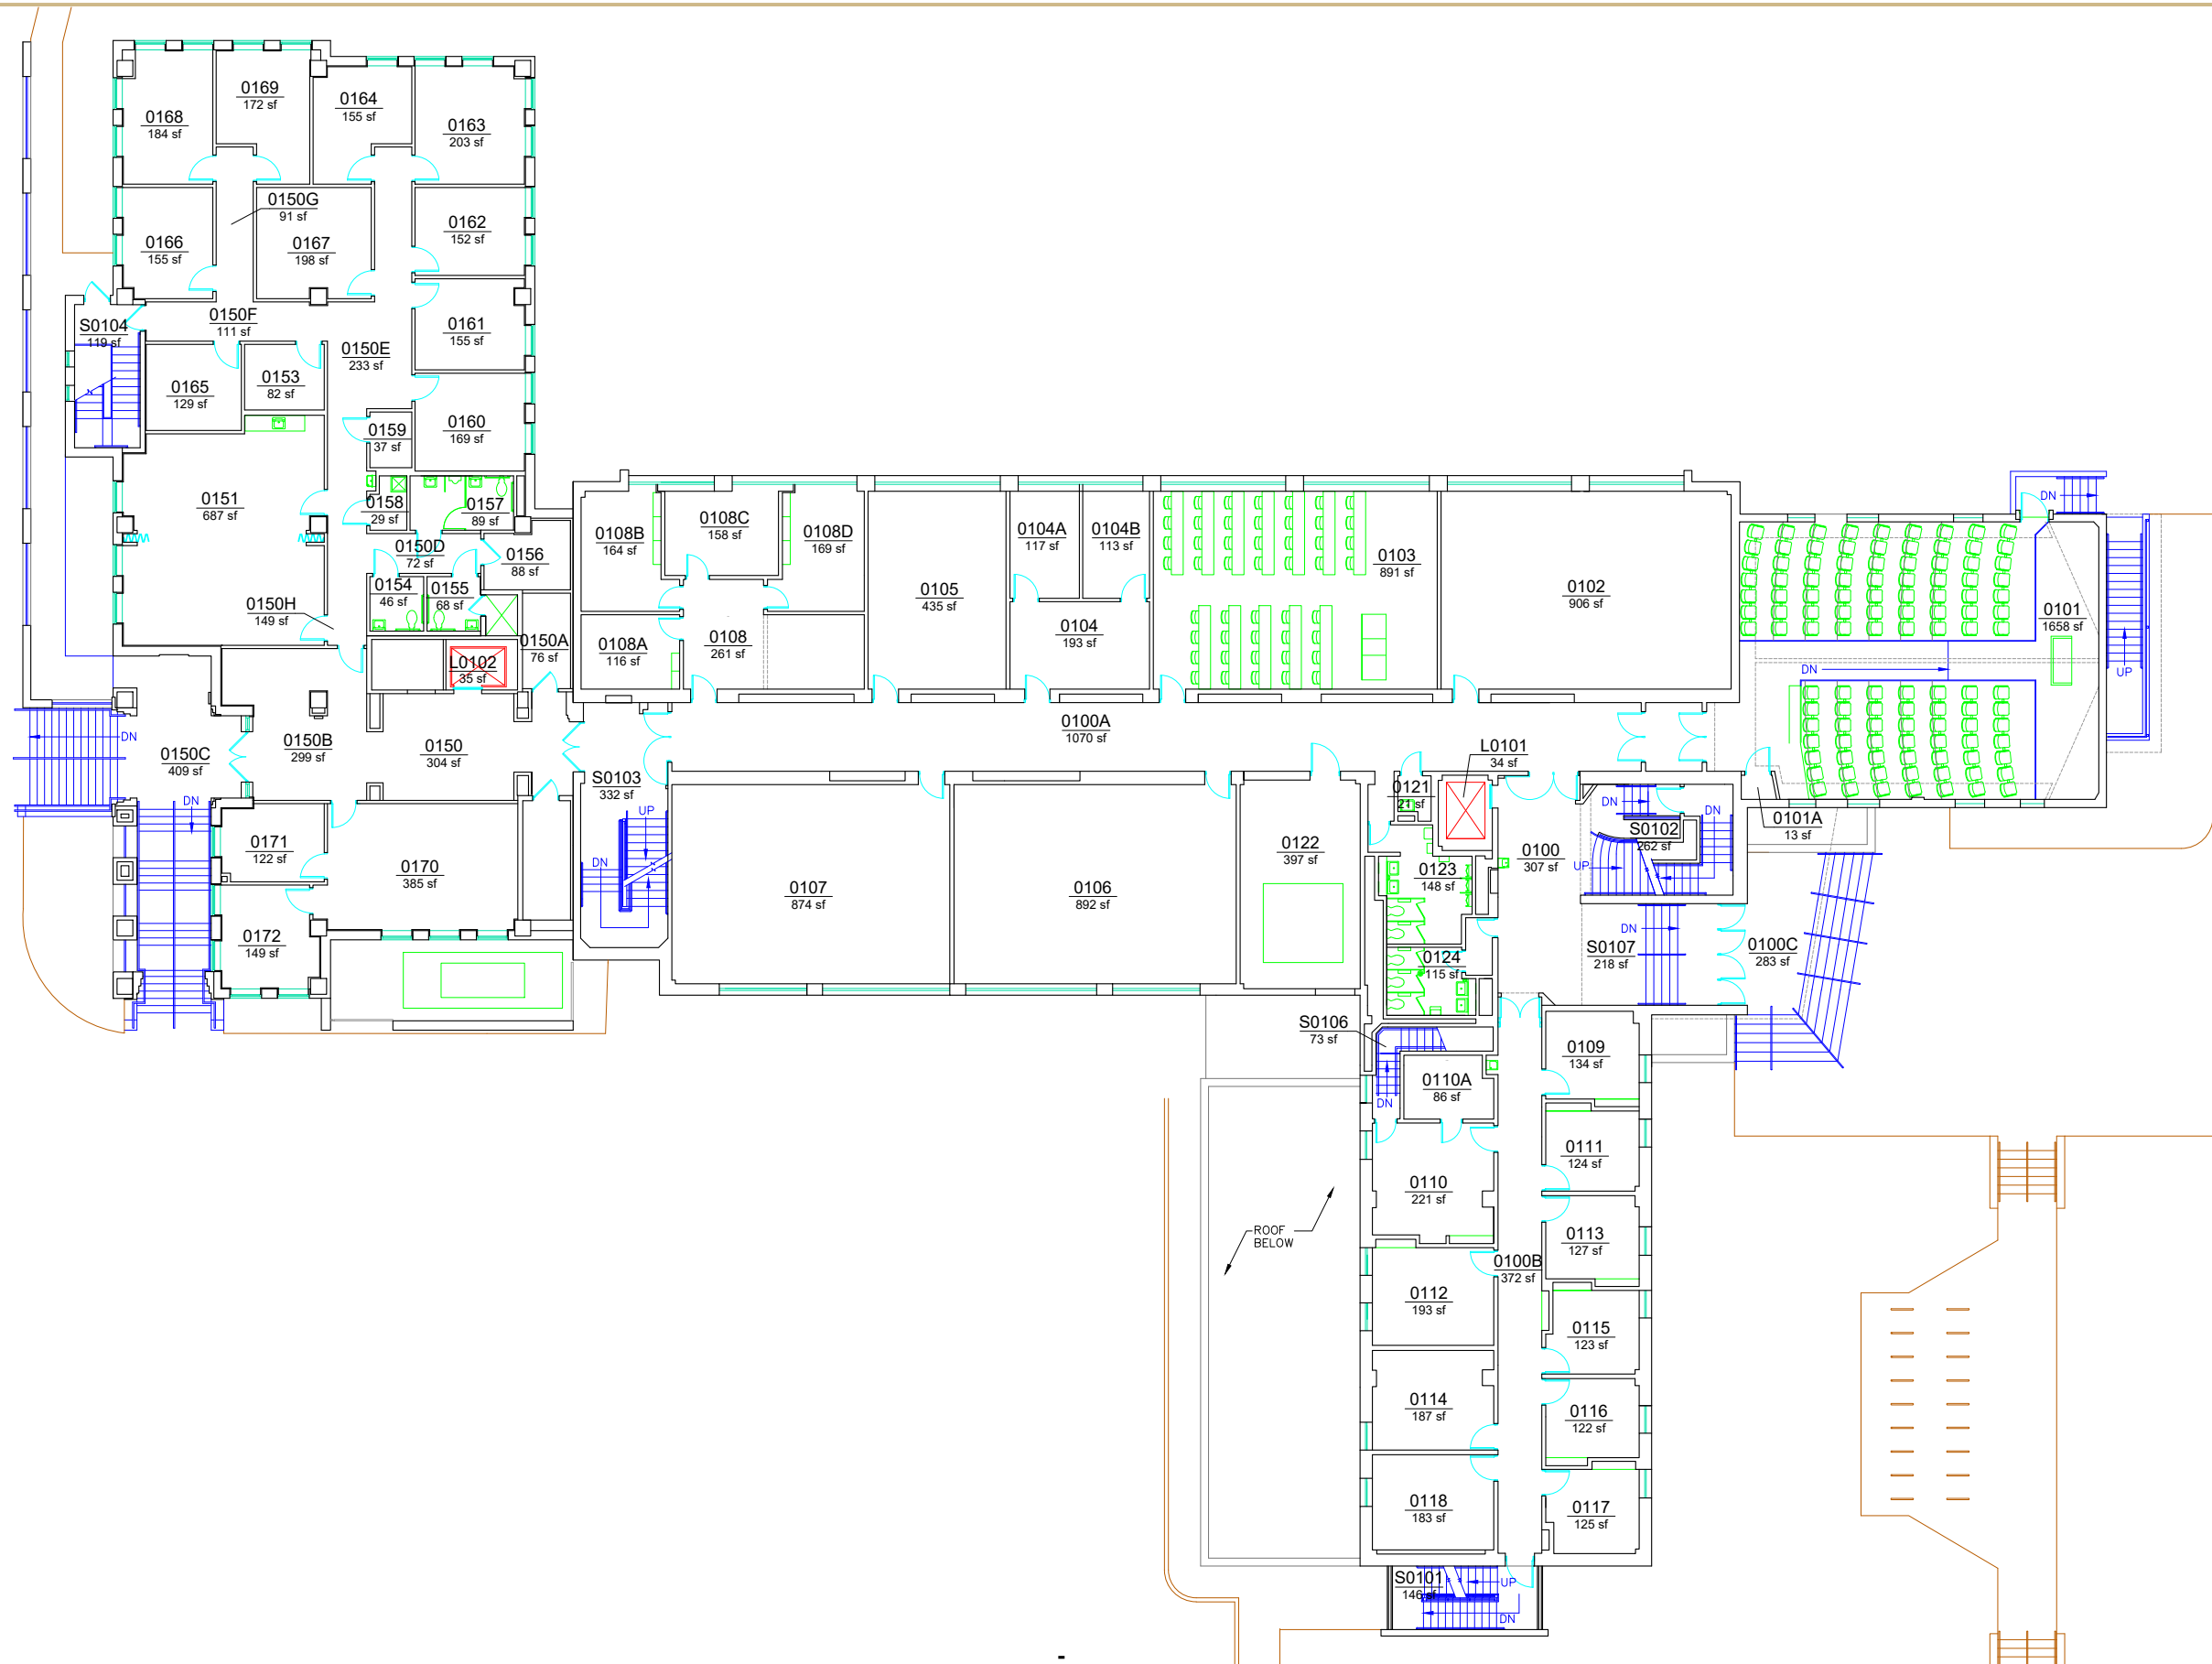 0169
172 sf
0164
155 sf
0168
184 sf
0163
203 sf
0150G
91 sf
0166
155 sf
0167
198 sf
0162
152 sf
S0104
119 sf
0150F
111 sf
0161
155 sf
0150E
233 sf
0165
129 sf
0153
82 sf
0159
37 sf
0160
169 sf
0151
687 sf
0158
29 sf
0157
89 sf
0150D
72 sf
0156
88 sf
0154
46 sf
0155
68 sf
0150H
149 sf
0150A
76 sf
L0102
35 sf
0108B
164 sf
0108C
158 sf
0108D
169 sf
0108A
116 sf
0108
261 sf
0105
435 sf
0104A
117 sf
0104B
113 sf
0104
193 sf
0103
891 sf
0102
906 sf
0101
1658 sf
DN
DN
UP
DN
0150C
409 sf
0150B
299 sf
0150
304 sf
S0103
332 sf
0100A
1070 sf
L0101
34 sf
0121
21 sf
DN
UP
DN
0171
122 sf
0170
385 sf
0172
149 sf
0107
874 sf
0106
892 sf
0122
397 sf
0123
148 sf
0100
307 sf
DN
DN
S0102
262 sf
UP
0101A
13 sf
0124
115 sf
DN
S0107
218 sf
0100C
283 sf
S0106
73 sf
0109
134 sf
0110A
86 sf
DN
0111
124 sf
0110
221 sf
ROOF
BELOW
0113
127 sf
0100B
372 sf
0112
193 sf
0115
123 sf
0114
187 sf
0116
122 sf
0118
183 sf
0117
125 sf
S0101
146 sf
UP
DN
-